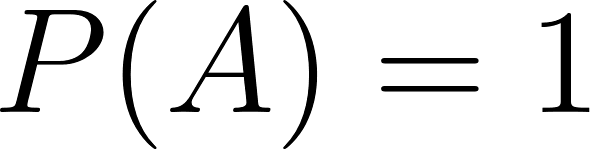 P(A) = 1